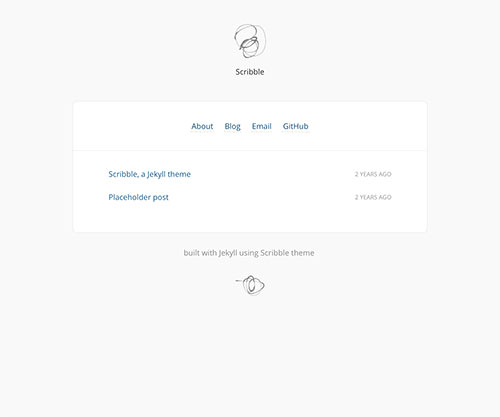 Scribble
About Blog Email GitHub
Scribble, a Jekyll theme 2 YEARS AGO
Placeholder post 2 YEARS AGO
built with Jekyll using Scribble theme